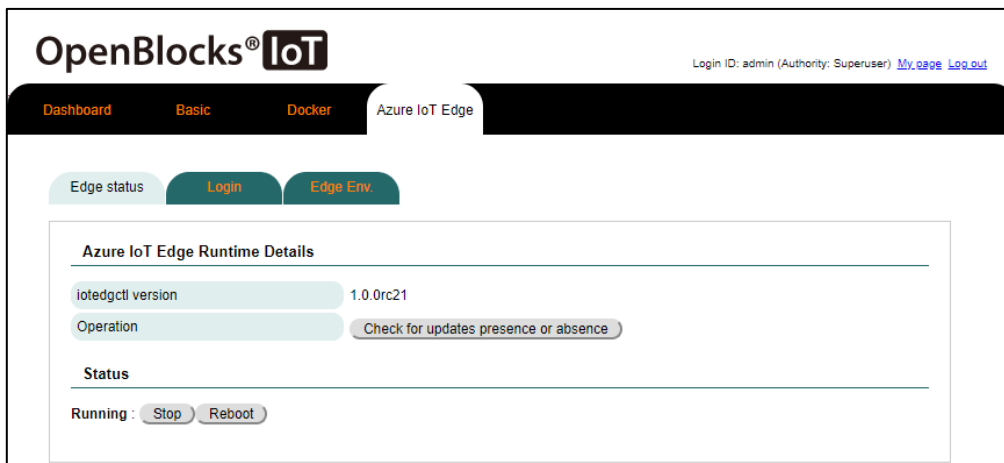 OpenBlocks® IoT
Login ID: admin (Authority: Superuser) My page Log out
Dashboard Basic Docker Azure IoT Edge
Edge status Login Edge Env.
Azure IoT Edge Runtime Details
iotedgctl version 1.0.0rc21
Operation Check for updates presence or absence
Status
Running : Stop Reboot